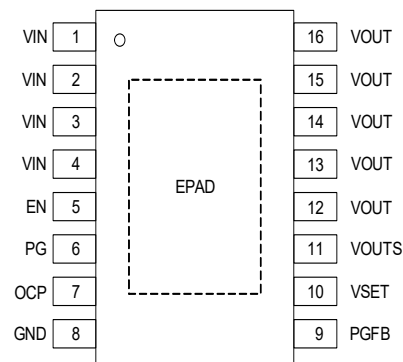 VIN 1 16 VOUT
VIN 2 15 VOUT
VIN 3 14 VOUT
VIN 4 13 VOUT
EPAD
EN 5 12 VOUT
PG 6 11 VOUTS
OCP 7 10 VSET
GND 8 9 PGFB